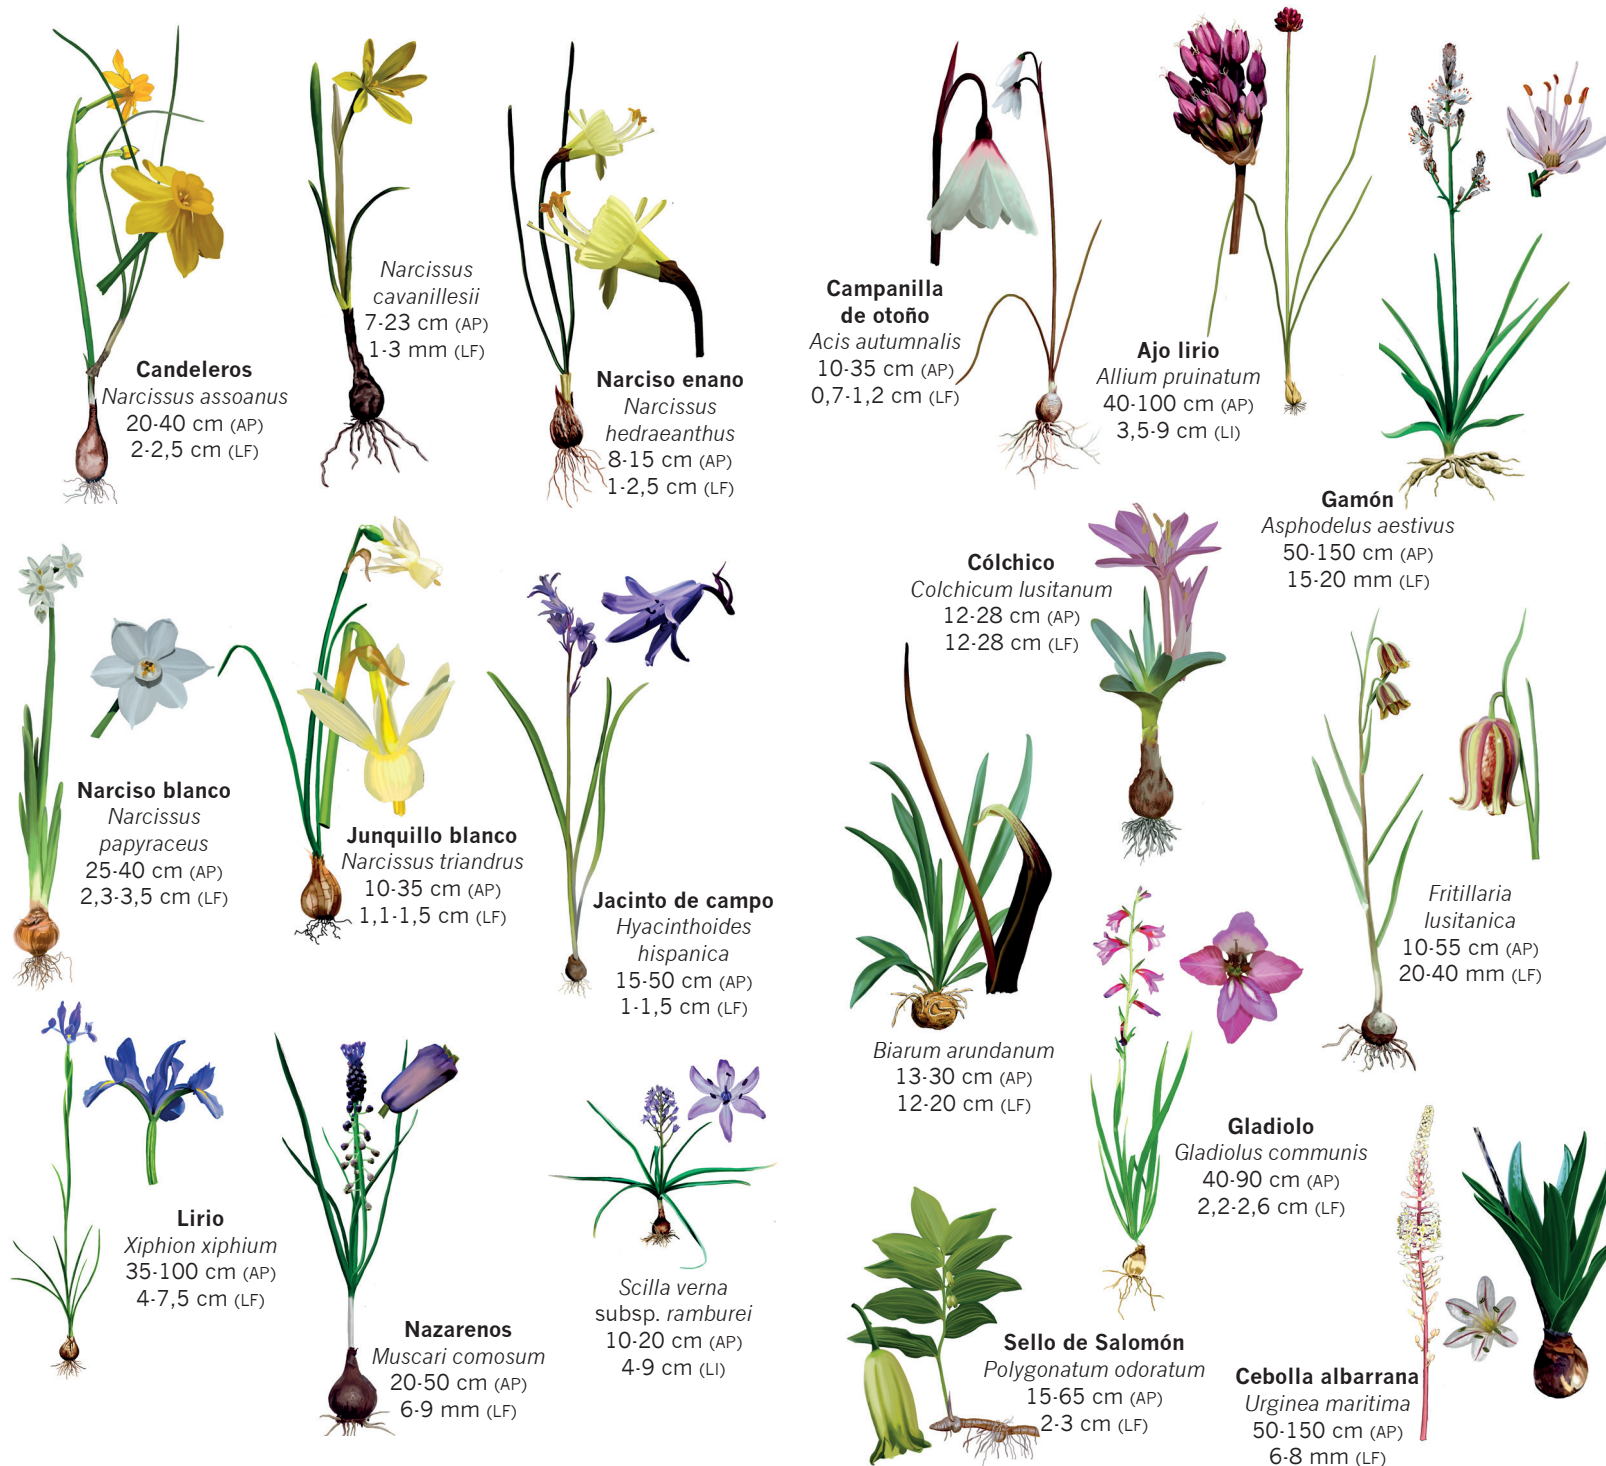 Candeleros
Narcissus assoanus
20-40 cm (AP)
2-2,5 cm (LF)
Narcissus
cavanillesii
7-23 cm (AP)
1-3 mm (LF)
Narciso enano
Narcissus
hedraeanthus
8-15 cm (AP)
1-2,5 cm (LF)
Campanilla
de otoño
Acis autumnalis
10-35 cm (AP)
0,7-1,2 cm (LF)
Ajo lirio
Allium pruinatum
40-100 cm (AP)
3,5-9 cm (LI)
Gamón
Asphodelus aestivus
50-150 cm (AP)
15-20 mm (LF)
Narciso blanco
Narcissus
papyraceus
25-40 cm (AP)
2,3-3,5 cm (LF)
Junquillo blanco
Narcissus triandrus
10-35 cm (AP)
1,1-1,5 cm (LF)
Jacinto de campo
Hyacinthoides
hispanica
15-50 cm (AP)
1-1,5 cm (LF)
Cólchico
Colchicum lusitanum
12-28 cm (AP)
12-28 cm (LF)
Fritillaria
lusitanica
10-55 cm (AP)
20-40 mm (LF)
Biarum arundanum
13-30 cm (AP)
12-20 cm (LF)
Gladiolo
Gladiolus communis
40-90 cm (AP)
2,2-2,6 cm (LF)
Lirio
Xiphion xiphium
35-100 cm (AP)
4-7,5 cm (LF)
Nazarenos
Muscari comosum
20-50 cm (AP)
6-9 mm (LF)
Scilla verna
subsp. ramburei
10-20 cm (AP)
4-9 cm (LI)
Sello de Salomón
Polygonatum odoratum
15-65 cm (AP)
2-3 cm (LF)
Cebolla albarrana
Urginea maritima
50-150 cm (AP)
6-8 mm (LF)